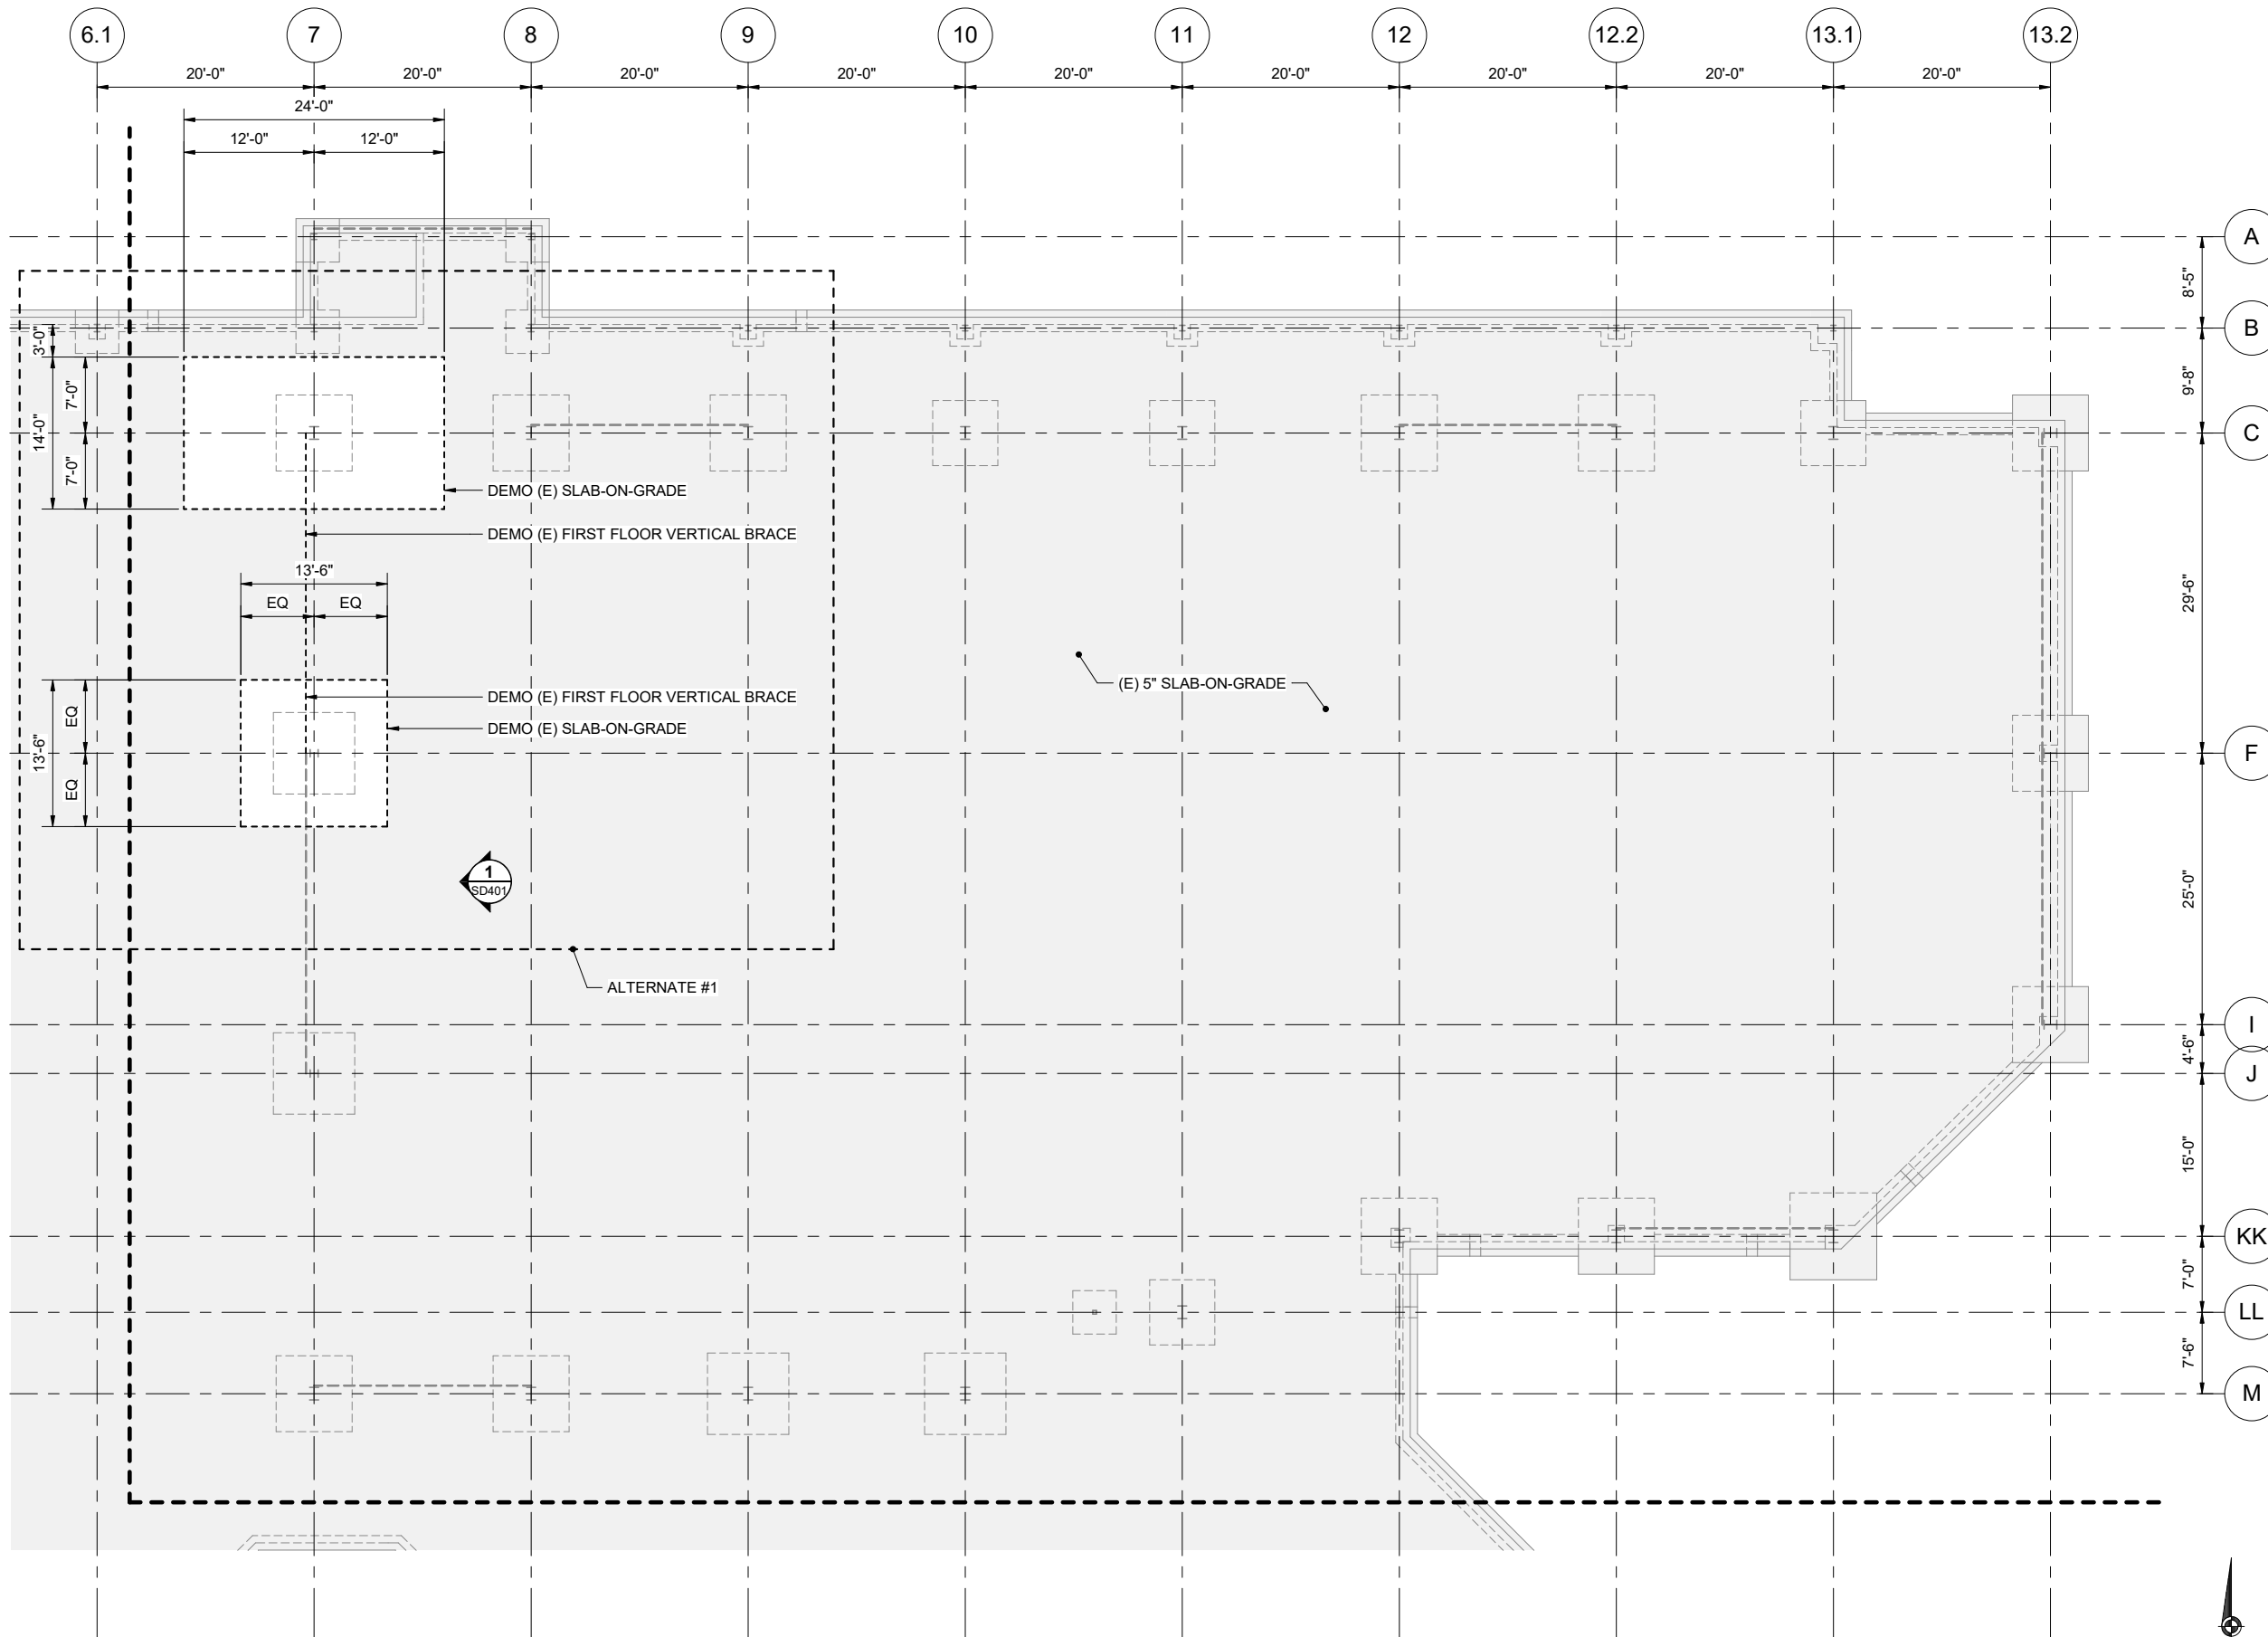 6.1 7 8 9 10 11 12 12.2 13.1 13.2
20'-0" 20'-0" 20'-0" 20'-0" 20'-0" 20'-0" 20'-0" 20'-0" 20'-0"
24'-0"
12'-0" 12'-0"
A
8'-5"
B
3'-0"
9'-8"
7'-0"
14'-0"
C
7'-0"
DEMO (E) SLAB-ON-GRADE
DEMO (E) FIRST FLOOR VERTICAL BRACE
13'-6"
29'-6"
EQ EQ
(E) 5" SLAB-ON-GRADE
DEMO (E) FIRST FLOOR VERTICAL BRACE
EQ
DEMO (E) SLAB-ON-GRADE
13'-6"
F
EQ
1
SD401
25'-0"
ALTERNATE #1
I
4'-6"
J
15'-0"
KK
7'-0"
LL
7'-6"
M